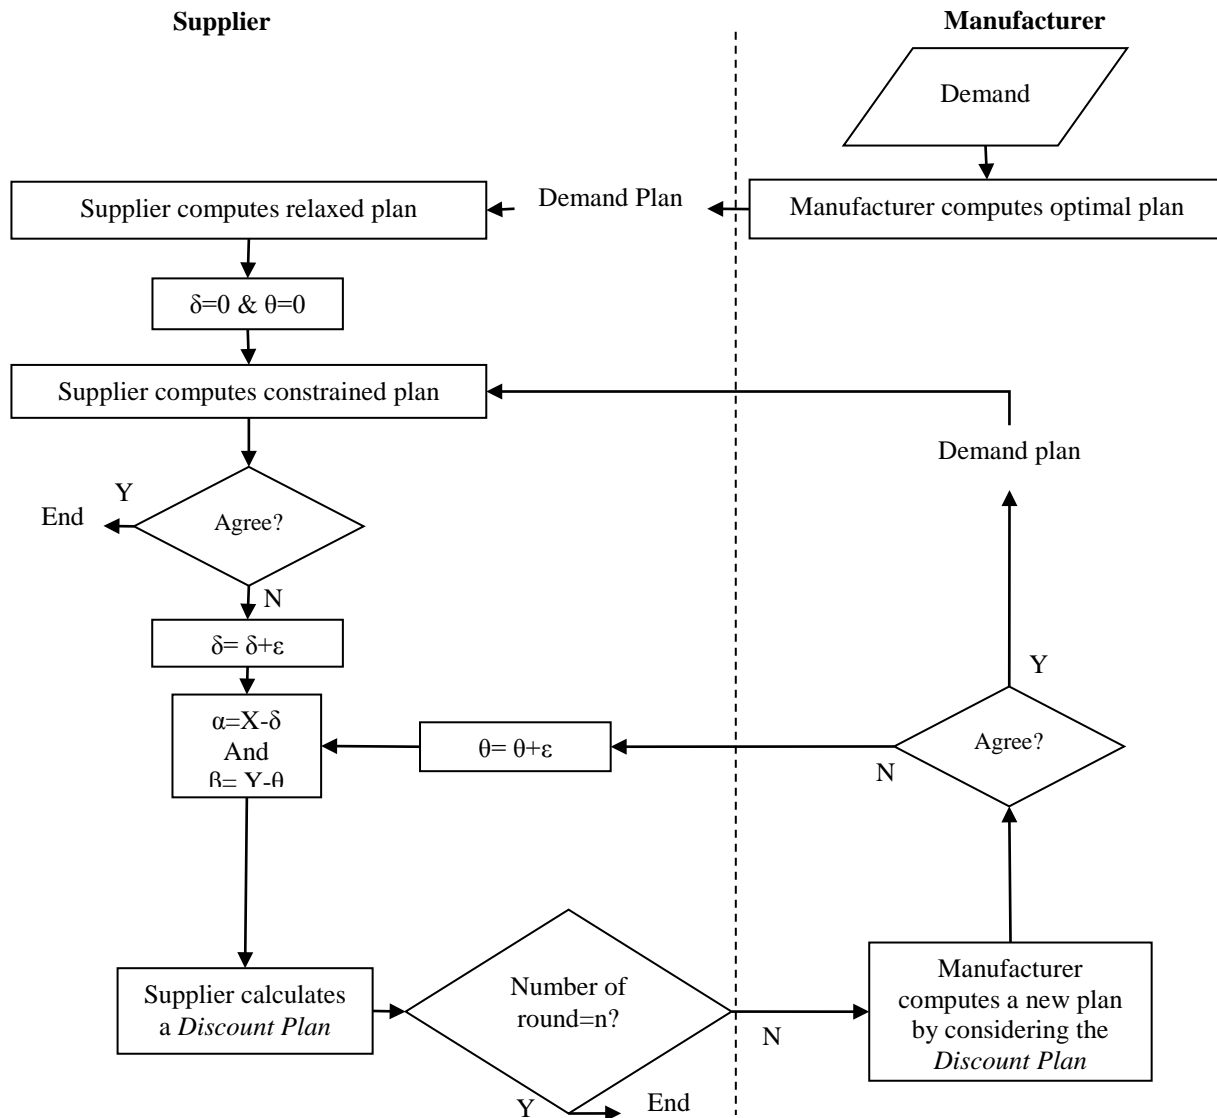 Supplier
Manufacturer
Demand
Supplier computes relaxed plan
Demand Plan
Manufacturer computes optimal plan
δ=0 & θ=0
Supplier computes constrained plan
Demand plan
Y
End
Agree?
N
δ= δ+ε
Y
α=X-δ
And
β= Y-θ
θ= θ+ε
Agree?
N
Supplier calculates
a Discount Plan
Number of
round=n?
N
Manufacturer
computes a new plan
by considering the
Discount Plan
Y
End